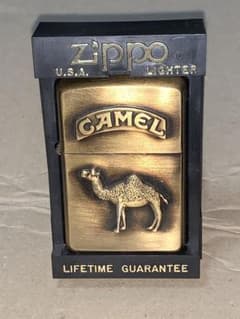 zippo
U.S.A. LIGHTER
CAMEL
LIFETIME GUARANTEE